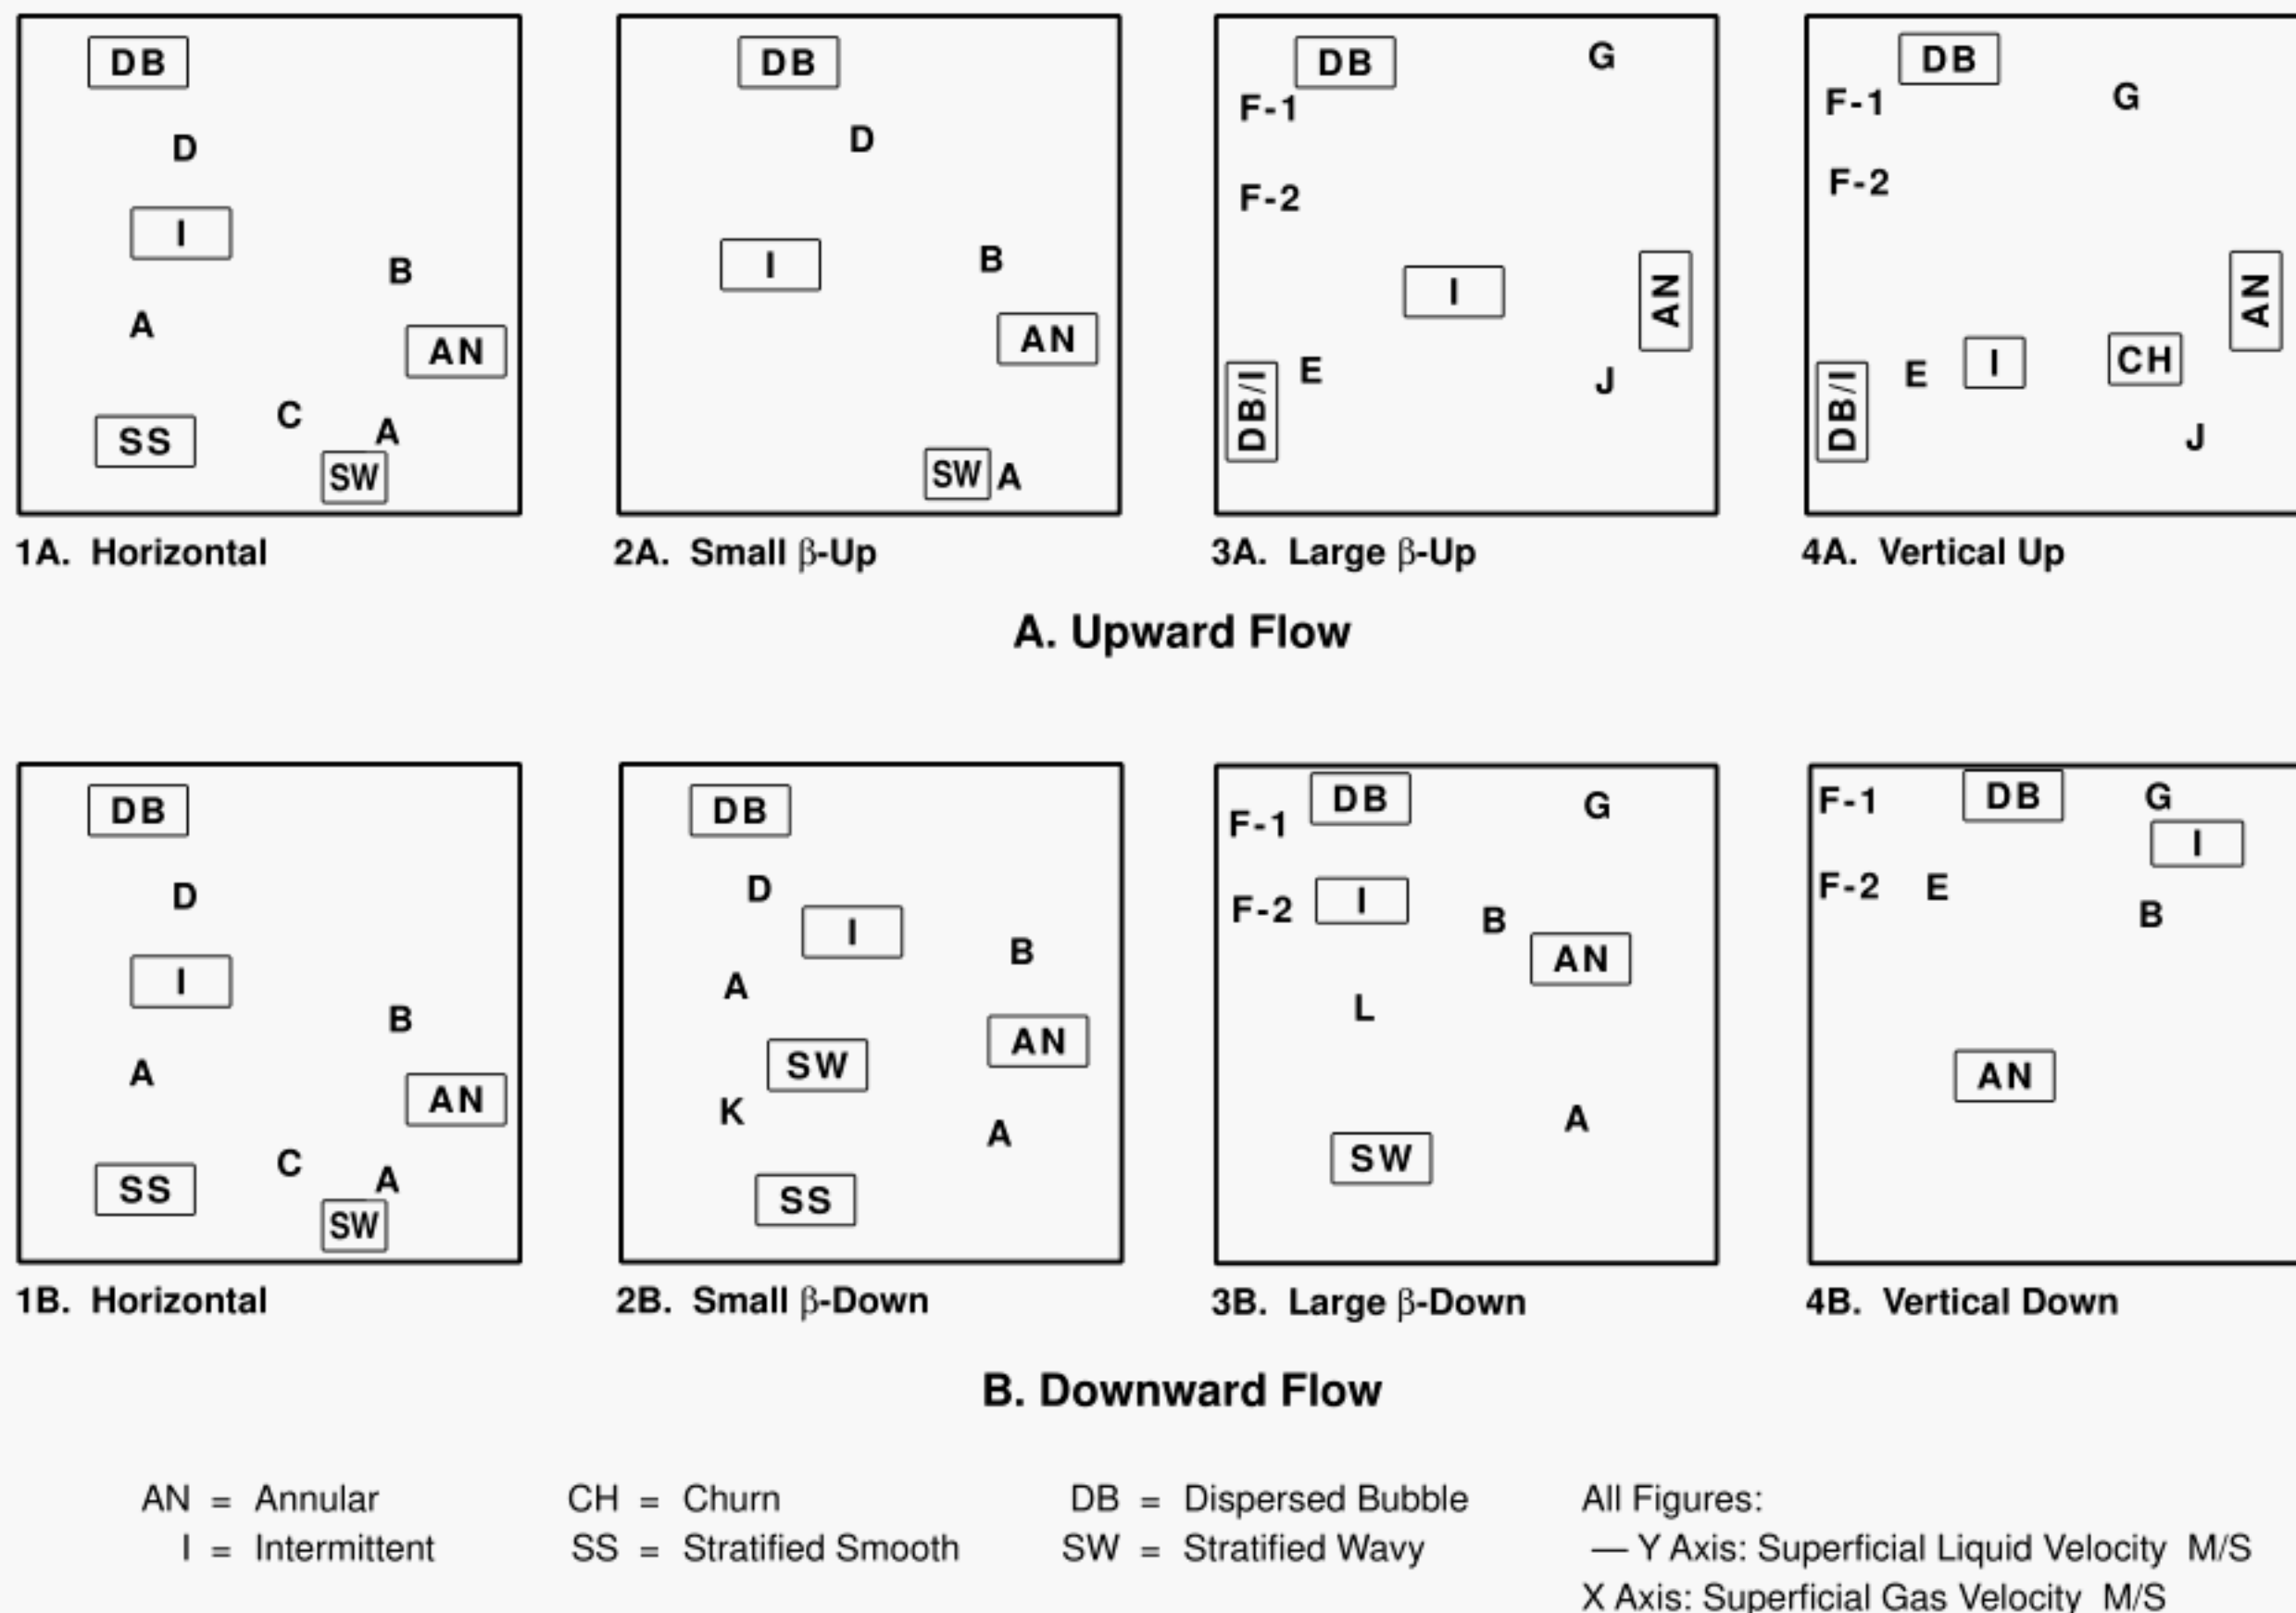 DB
D
I
B
A
AN
C
A
SS
SW
1A. Horizontal
DB
D
I
B
AN
SW A
2A. Small β-Up
DB
G
F-1
F-2
I
AN
E
J
DB/I
3A. Large β-Up
DB
G
F-1
F-2
AN
E
I
CH
DB/I
J
4A. Vertical Up
A. Upward Flow
DB
D
I
B
A
AN
C
A
SS
SW
1B. Horizontal
DB
D
I
B
A
AN
SW
K
A
SS
2B. Small β-Down
DB
G
F-1
I
F-2
B
AN
L
A
SW
3B. Large β-Down
F-1
DB
G
I
F-2
E
B
AN
4B. Vertical Down
B. Downward Flow
AN = Annular
I = Intermittent
CH = Churn
SS = Stratified Smooth
DB = Dispersed Bubble
SW = Stratified Wavy
All Figures:
— Y Axis: Superficial Liquid Velocity M/S
X Axis: Superficial Gas Velocity M/S